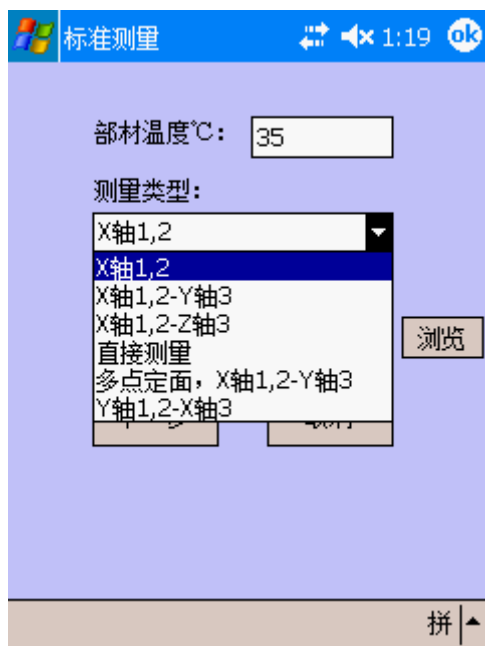 标准测量
1:19
ok
部材温度℃：
35
测量类型：
X轴1,2
X轴1,2
X轴1,2-Y轴3
X轴1,2-Z轴3
直接测量
多点定面，X轴1,2-Y轴3
Y轴1,2-X轴3
浏览
拼